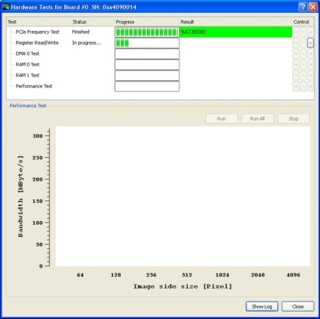 Hardware Tests for Board #0 SN: 0xa4090014
Test Status Progress Result Control
PCIe Frequency Test Finished SUCCEEDED
Register Read/Write In progress...
DMA 0 Test
RAM 0 Test
RAM 1 Test
Performance Test
Performance Test
Run Run All Stop
300
250
200
150
100
50
0
Bandwidth [MByte/s]
64 128 256 512 1024 2048 4096
Image side size [Pixel]
Show Log Close